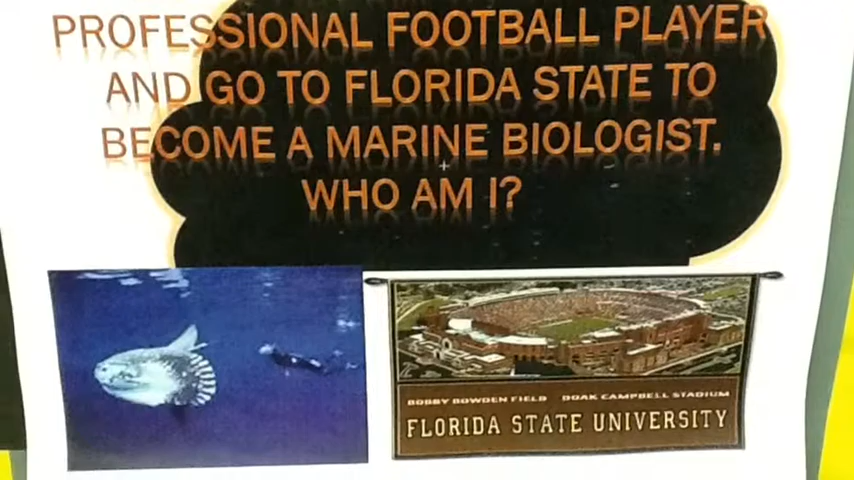 PROFESSIONAL FOOTBALL PLAYER
AND GO TO FLORIDA STATE TO
BECOME A MARINE BIOLOGIST.
WHO AM I?
BOBBY BOWDEN FIELD DOAK CAMPBELL STADIUM
FLORIDA STATE UNIVERSITY